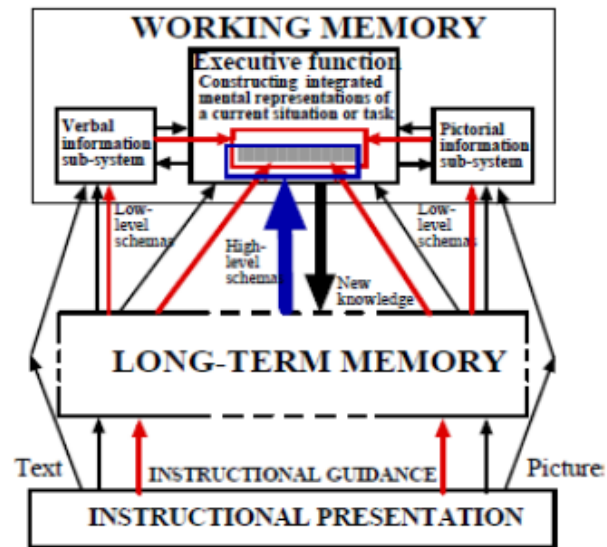 WORKING MEMORY
Executive function
Constructing integrated
mental representations of
a current situation or task
Verbal
information
sub-system
Pictorial
information
sub-system
Low-
level
schemas
High-
level
schemas
New
knowledge
Low-
level
schemas
LONG-TERM MEMORY
Text
INSTRUCTIONAL GUIDANCE
Picture
INSTRUCTIONAL PRESENTATION